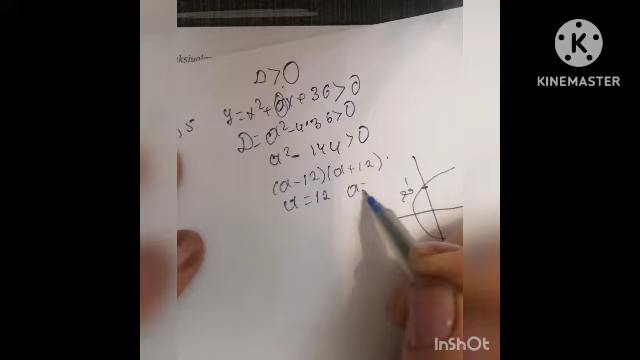 D>0
y=x²+ax+36>0
D=a²-4·36>0
a²-144>0
(a-12)(a+12)
a=12 a=
KINEMASTER
InShOt